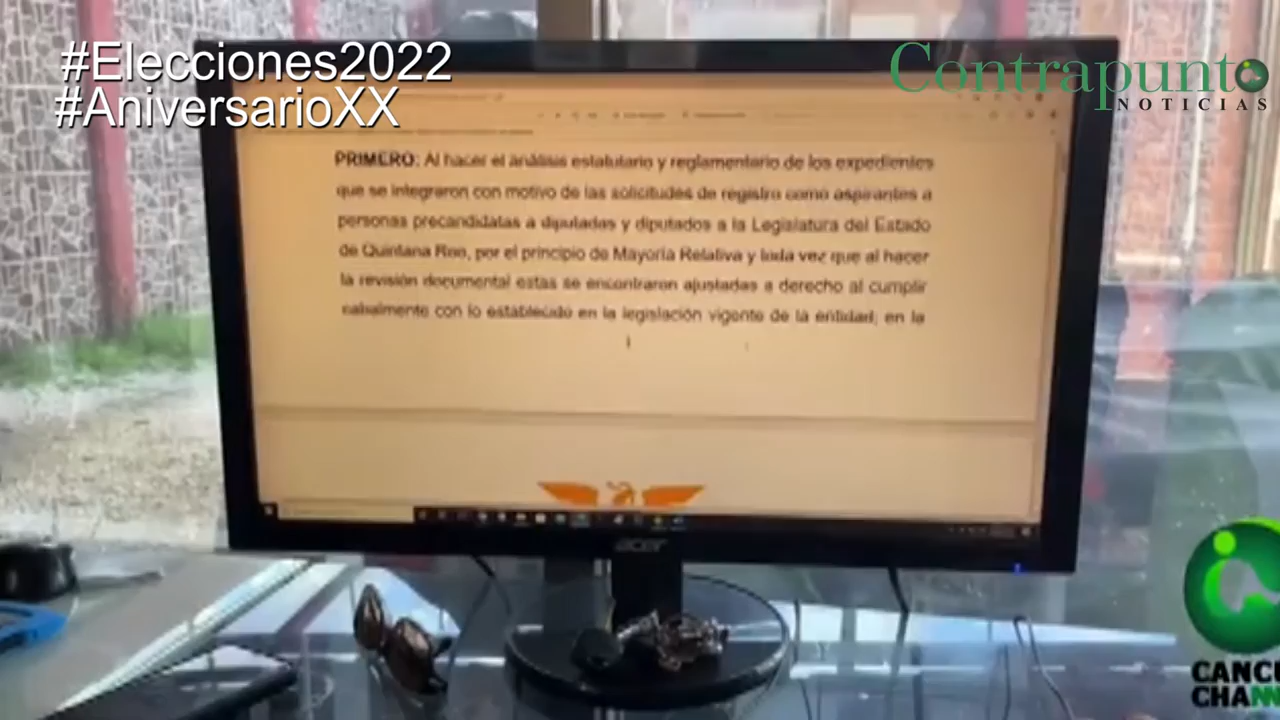 #Elecciones2022
#AniversarioXX
Contrapunto
NOTICIAS
PRIMERO: Al hacer el análisis estatutario y reglamentario de los expedientes
que se integraron con motivo de las solicitudes de registro como aspirantes a
personas precandidatas a diputadas y diputados a la Legislatura del Estado
de Quintana Roo, por el principio de Mayoría Relativa y toda vez que al hacer
la revisión documental estas se encontraron ajustadas a derecho al cumplir
cabalmente con lo establecido en la legislación vigente de la entidad; en la
acer
CANC
CHAN